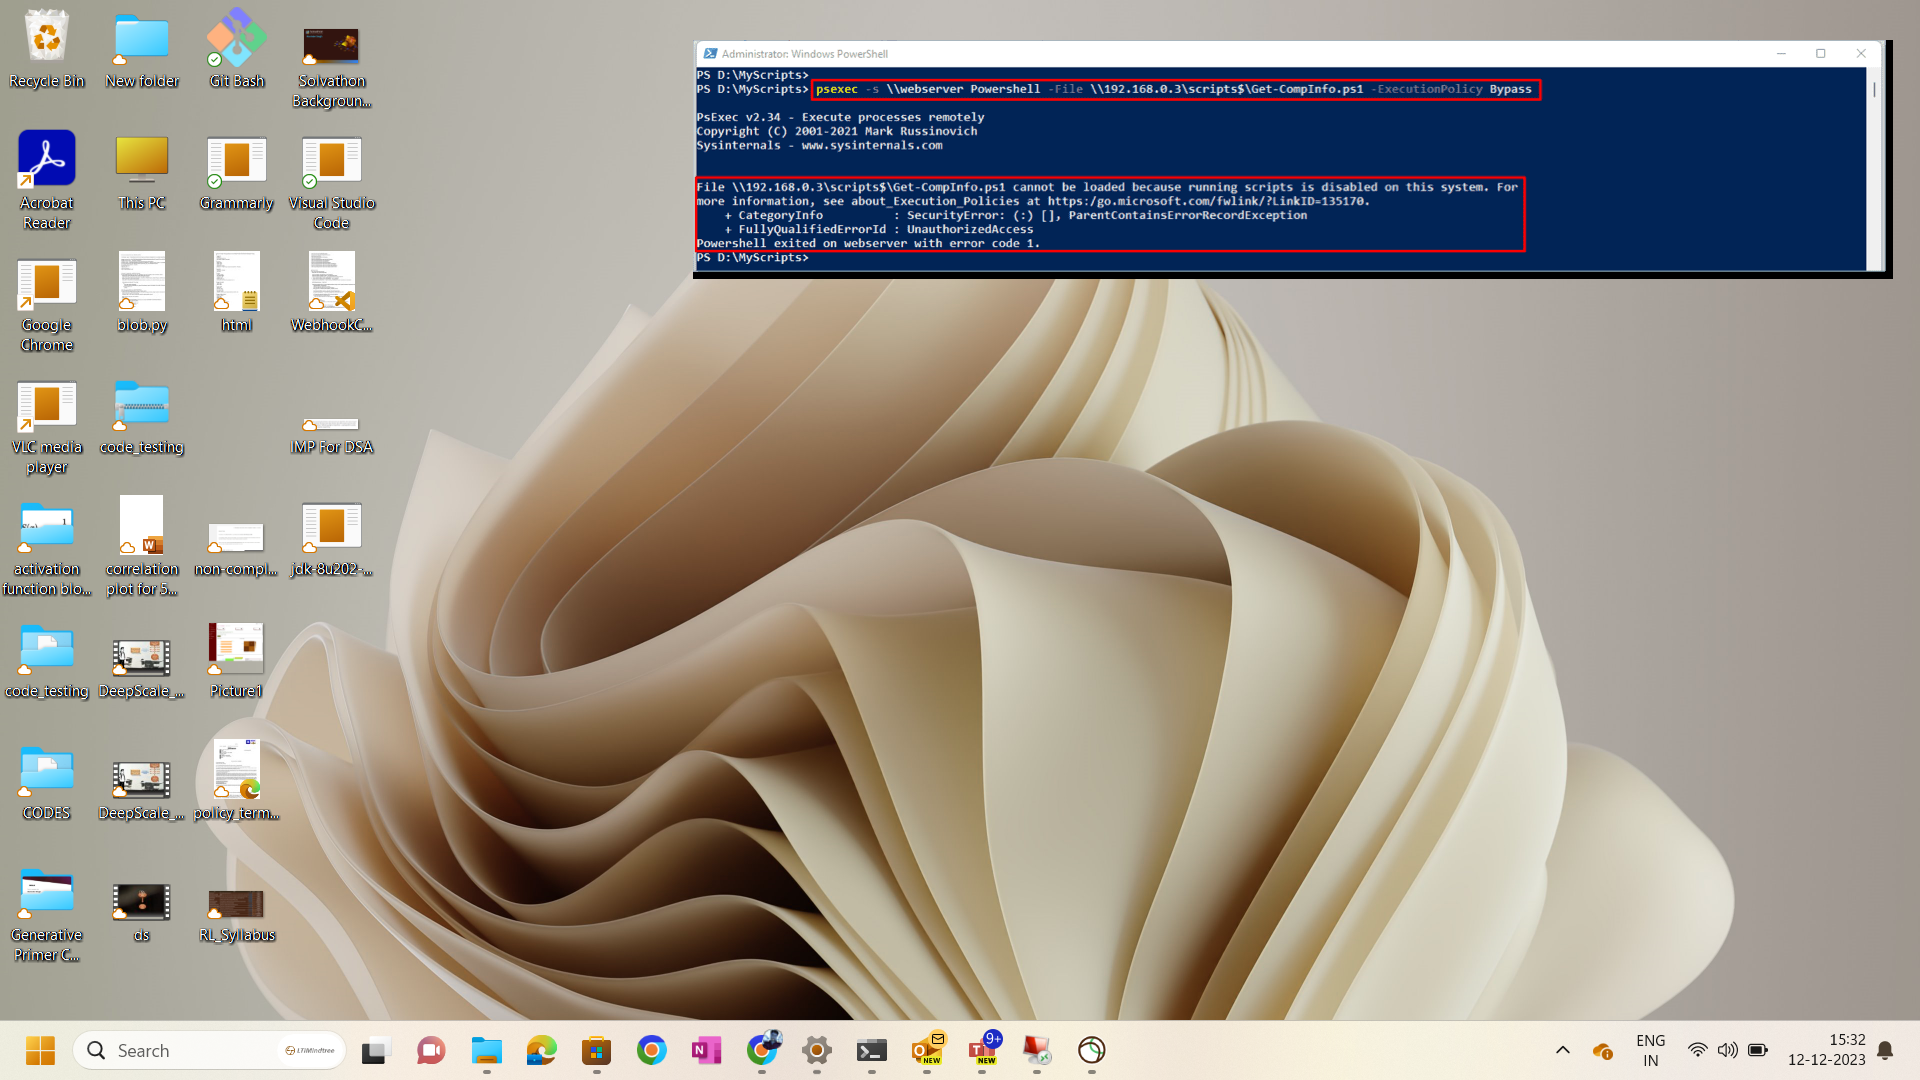 Recycle Bin
New folder
Git Bash
Solvathon
Backgroun...
Acrobat
Reader
This PC
Grammarly
Visual Studio
Code
Google
Chrome
blob.py
html
WebhookC...
VLC media
player
code_testing
IMP For DSA
activation
function blo...
correlation
plot for 5...
non-compl...
jdk-8u202-...
code_testing
DeepScale_...
Picture1
CODES
DeepScale_...
policy_term...
Generative
Primer C...
ds
RL_Syllabus
Administrator: Windows PowerShell
PS D:\MyScripts>
PS D:\MyScripts> psexec -s \\webserver Powershell -File \\192.168.0.3\scripts$\Get-CompInfo.ps1 -ExecutionPolicy Bypass
PsExec v2.34 - Execute processes remotely
Copyright (C) 2001-2021 Mark Russinovich
Sysinternals - www.sysinternals.com
File \\192.168.0.3\scripts$\Get-CompInfo.ps1 cannot be loaded because running scripts is disabled on this system. For
more information, see about_Execution_Policies at https:/go.microsoft.com/fwlink/?LinkID=135170.
+ CategoryInfo : SecurityError: (:) [], ParentContainsErrorRecordException
+ FullyQualifiedErrorId : UnauthorizedAccess
Powershell exited on webserver with error code 1.
PS D:\MyScripts>
Search
LTIMindtree
NEW
9+
NEW
ENG
IN
15:32
12-12-2023